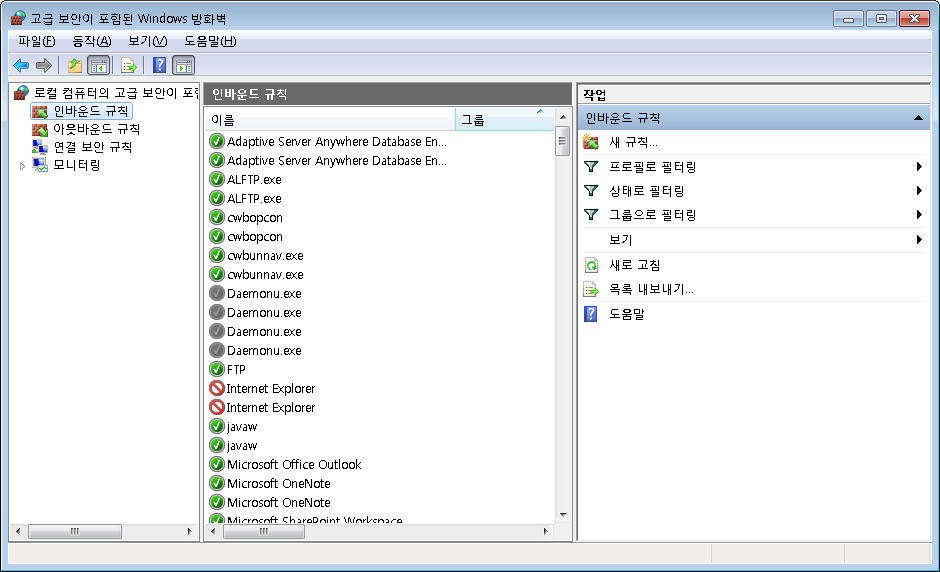 고급 보안이 포함된 Windows 방화벽
파일(F) 동작(A) 보기(V) 도움말(H)
로컬 컴퓨터의 고급 보안이 포함
인바운드 규칙
아웃바운드 규칙
연결 보안 규칙
모니터링
인바운드 규칙
이름 그룹
Adaptive Server Anywhere Database En...
Adaptive Server Anywhere Database En...
ALFTP.exe
ALFTP.exe
cwbopcon
cwbopcon
cwbunnav.exe
cwbunnav.exe
Daemonu.exe
Daemonu.exe
Daemonu.exe
Daemonu.exe
FTP
Internet Explorer
Internet Explorer
javaw
javaw
Microsoft Office Outlook
Microsoft OneNote
Microsoft OneNote
Microsoft SharePoint Workspace
작업
인바운드 규칙
새 규칙...
프로필로 필터링
상태로 필터링
그룹으로 필터링
보기
새로 고침
목록 내보내기...
도움말